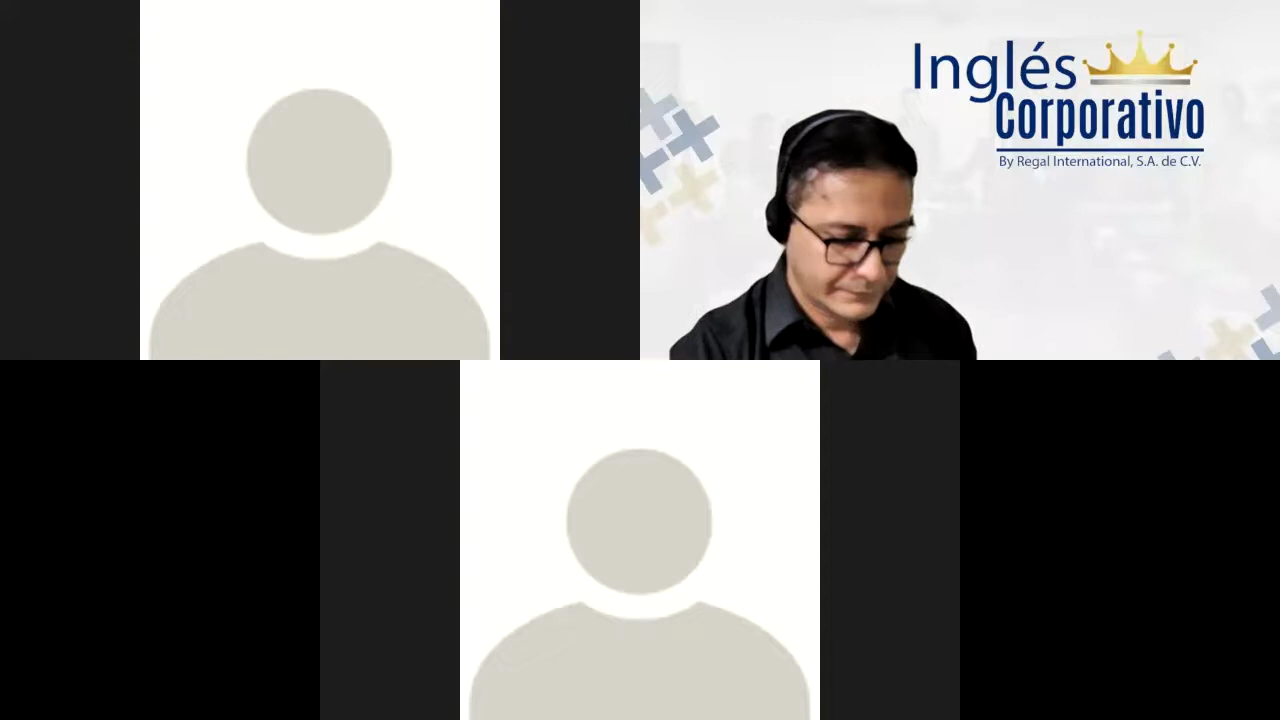 Inglés
Corporativo
By Regal International, S.A. de C.V.